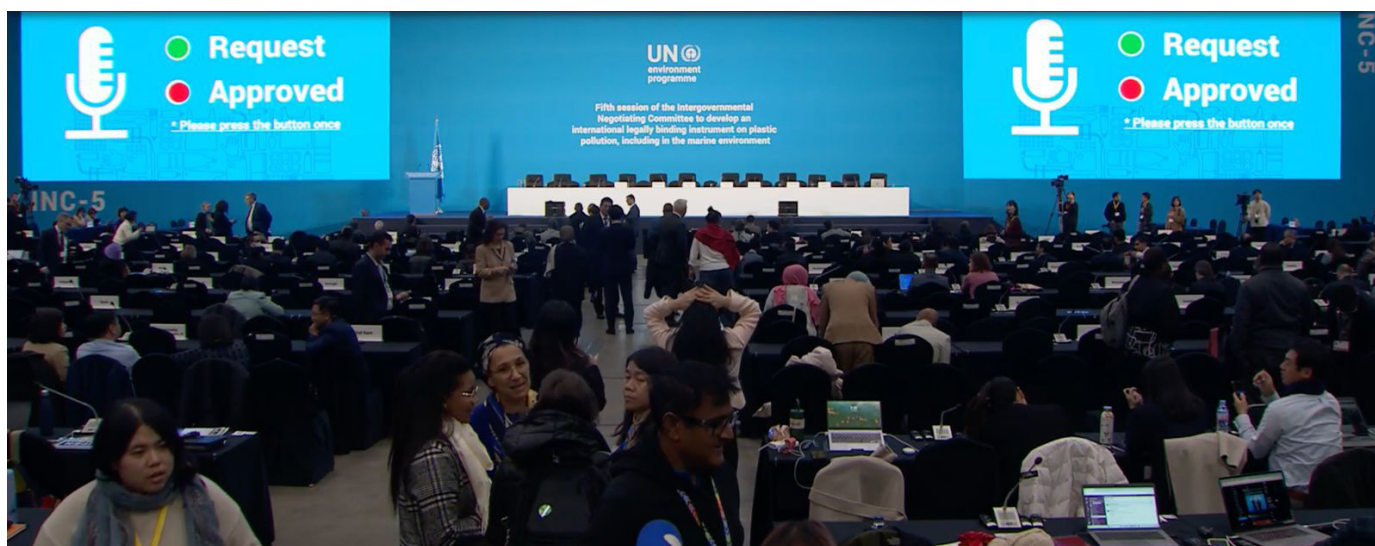 Request
Approved
* Please press the button once
UN
environment
programme
Fifth session of the Intergovernmental
Negotiating Committee to develop an
international legally binding instrument on plastic
pollution, including in the marine environment
Request
Approved
* Please press the button once
INC-5
NC-5